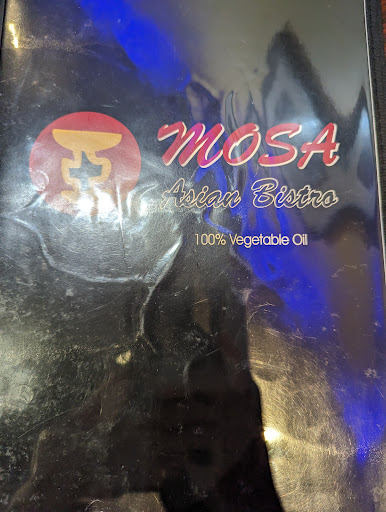 MOSA
Asian Bistro
100% Vegetable Oil